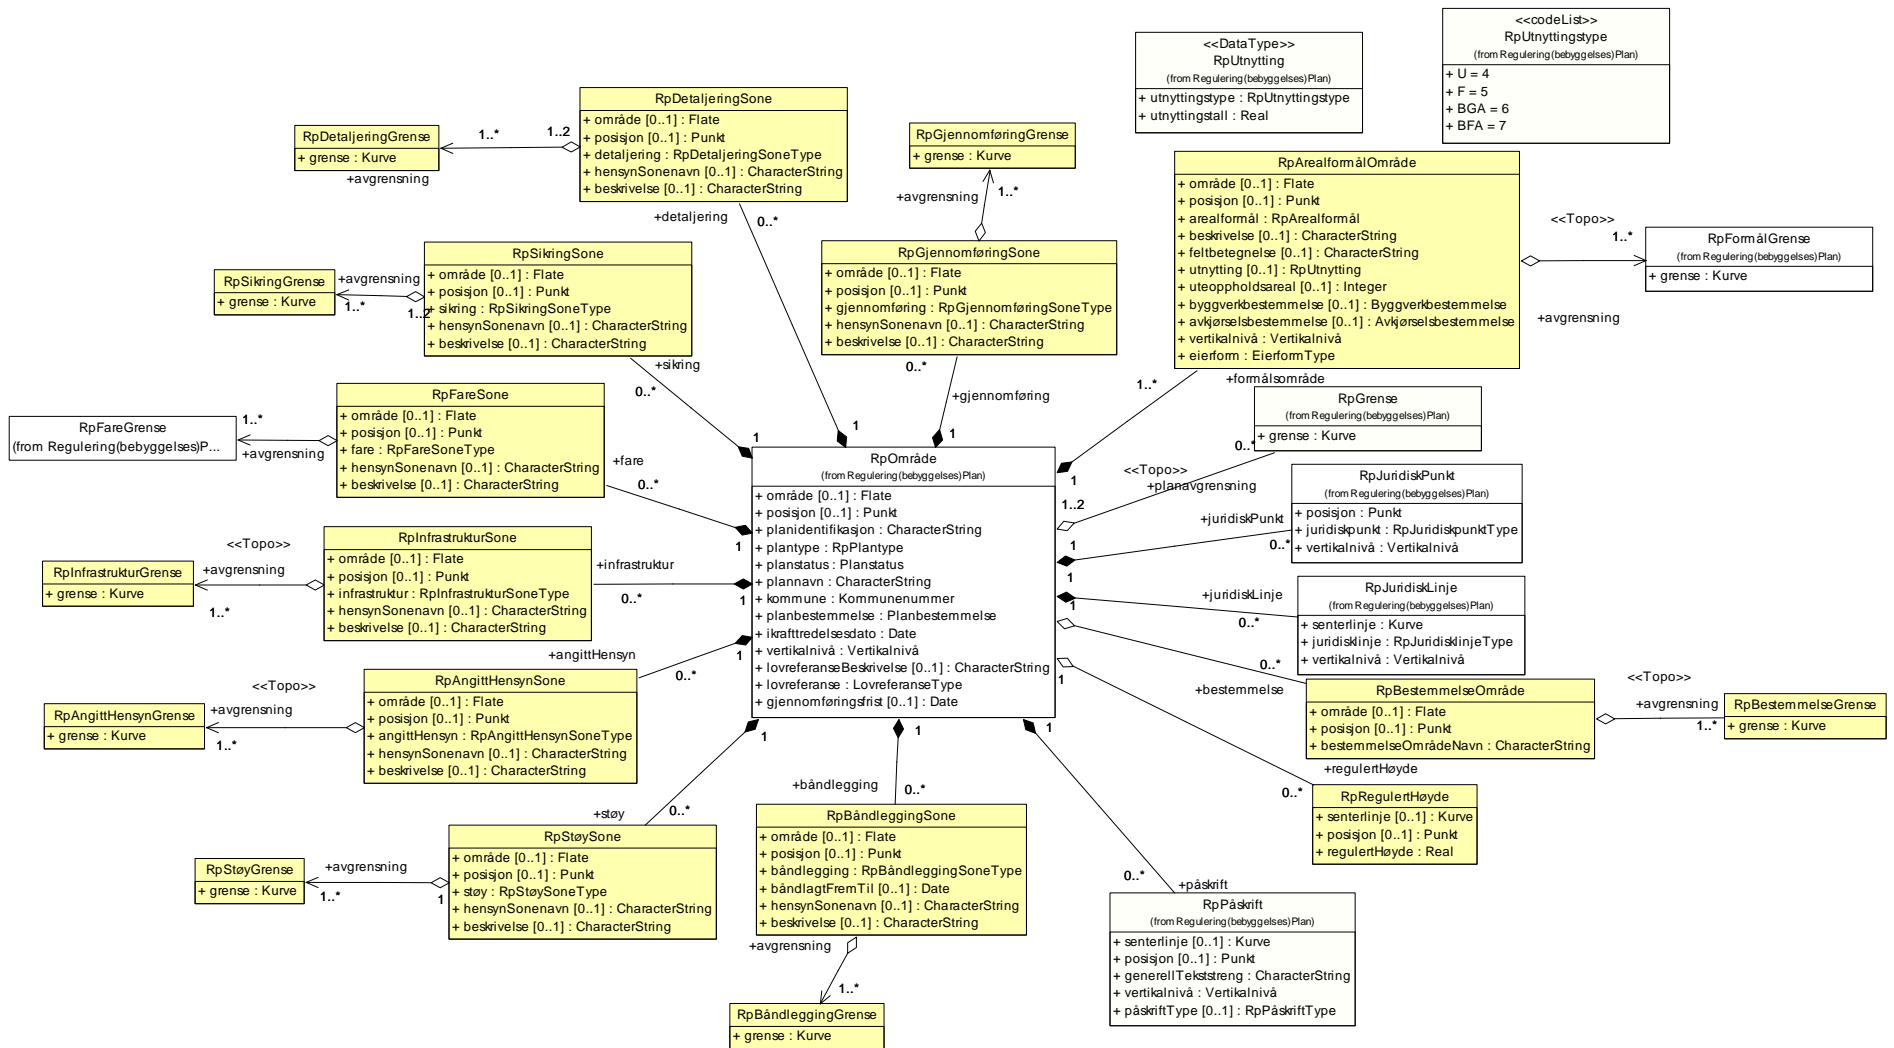 <<DataType>>
RpUtnytting
(from Regulering(bebyggelses)Plan)
+ utnyttingstype : RpUtnyttingstype
+ utnyttingstall : Real
<<codeList>>
RpUtnyttingstype
(from Regulering(bebyggelses)Plan)
+ U = 4
+ F = 5
+ BGA = 6
+ BFA = 7
RpDetaljeringGrense
+ grense : Kurve
+avgrensning
1..*
1..2
RpDetaljeringSone
+ område [0..1] : Flate
+ posisjon [0..1] : Punkt
+ detaljering : RpDetaljeringSoneType
+ hensynSonenavn [0..1] : CharacterString
+ beskrivelse [0..1] : CharacterString
+detaljering
0..*
1
RpGjennomføringGrense
+ grense : Kurve
+avgrensning
1..*
RpGjennomføringSone
+ område [0..1] : Flate
+ posisjon [0..1] : Punkt
+ gjennomføring : RpGjennomføringSoneType
+ hensynSonenavn [0..1] : CharacterString
+ beskrivelse [0..1] : CharacterString
0..*
+gjennomføring
1
RpArealformålOmråde
+ område [0..1] : Flate
+ posisjon [0..1] : Punkt
+ arealformål : RpArealformål
+ beskrivelse [0..1] : CharacterString
+ feltbetegnelse [0..1] : CharacterString
+ utnytting [0..1] : RpUtnytting
+ uteoppholdsareal [0..1] : Integer
+ byggverkbestemmelse [0..1] : Byggverkbestemmelse
+ avkjørselsbestemmelse [0..1] : Avkjørselsbestemmelse
+ vertikalnivå : Vertikalnivå
+ eierform : EierformType
<<Topo>>
1..*
+avgrensning
RpFormålGrense
(from Regulering(bebyggelses)Plan)
+ grense : Kurve
1..*
+formålsområde
1
RpSikringGrense
+ grense : Kurve
+avgrensning
1..*
1..2
RpSikringSone
+ område [0..1] : Flate
+ posisjon [0..1] : Punkt
+ sikring : RpSikringSoneType
+ hensynSonenavn [0..1] : CharacterString
+ beskrivelse [0..1] : CharacterString
+sikring
0..*
1
RpGrense
(from Regulering(bebyggelses)Plan)
+ grense : Kurve
0..*
<<Topo>>
+planavgrensning
1..2
RpFareGrense
(from Regulering(bebyggelses)P...
1..*
+avgrensning
RpFareSone
+ område [0..1] : Flate
+ posisjon [0..1] : Punkt
+ fare : RpFareSoneType
+ hensynSonenavn [0..1] : CharacterString
+ beskrivelse [0..1] : CharacterString
+fare
0..*
1
RpOmråde
(from Regulering(bebyggelses)Plan)
+ område [0..1] : Flate
+ posisjon [0..1] : Punkt
+ planidentifikasjon : CharacterString
+ plantype : RpPlantype
+ planstatus : Planstatus
+ plannavn : CharacterString
+ kommune : Kommunenummer
+ planbestemmelse : Planbestemmelse
+ ikrafttredelsesdato : Date
+ vertikalnivå : Vertikalnivå
+ lovreferanseBeskrivelse [0..1] : CharacterString
+ lovreferanse : LovreferanseType
+ gjennomføringsfrist [0..1] : Date
RpJuridiskPunkt
(from Regulering(bebyggelses)Plan)
+ posisjon : Punkt
+ juridiskpunkt : RpJuridiskpunktType
+ vertikalnivå : Vertikalnivå
+juridiskPunkt
0..*
1
1
RpInfrastrukturGrense
+ grense : Kurve
<<Topo>>
+avgrensning
1..*
RpInfrastrukturSone
+ område [0..1] : Flate
+ posisjon [0..1] : Punkt
+ infrastruktur : RpInfrastrukturSoneType
+ hensynSonenavn [0..1] : CharacterString
+ beskrivelse [0..1] : CharacterString
+infrastruktur
0..*
1
RpJuridiskLinje
(from Regulering(bebyggelses)Plan)
+ senterlinje : Kurve
+ juridisklinje : RpJuridisklinjeType
+ vertikalnivå : Vertikalnivå
+juridiskLinje
0..*
1
RpAngittHensynGrense
+ grense : Kurve
<<Topo>>
+avgrensning
1..*
RpAngittHensynSone
+ område [0..1] : Flate
+ posisjon [0..1] : Punkt
+ angittHensyn : RpAngittHensynSoneType
+ hensynSonenavn [0..1] : CharacterString
+ beskrivelse [0..1] : CharacterString
+angittHensyn
0..*
1
RpBestemmelseOmråde
+ område [0..1] : Flate
+ posisjon [0..1] : Punkt
+ bestemmelseOmrådeNavn : CharacterString
0..*
+bestemmelse
<<Topo>>
+avgrensning
1..*
RpBestemmelseGrense
+ grense : Kurve
RpRegulertHøyde
+ senterlinje [0..1] : Kurve
+ posisjon [0..1] : Punkt
+ regulertHøyde : Real
+regulertHøyde
0..*
1
RpStøyGrense
+ grense : Kurve
+avgrensning
1..*
1
RpStøySone
+ område [0..1] : Flate
+ posisjon [0..1] : Punkt
+ støy : RpStøySoneType
+ hensynSonenavn [0..1] : CharacterString
+ beskrivelse [0..1] : CharacterString
+støy
0..*
1
RpBåndleggingSone
+ område [0..1] : Flate
+ posisjon [0..1] : Punkt
+ båndlegging : RpBåndleggingSoneType
+ båndlagtFremTil [0..1] : Date
+ hensynSonenavn [0..1] : CharacterString
+ beskrivelse [0..1] : CharacterString
+båndlegging
0..*
1
+avgrensning
1..*
RpBåndleggingGrense
+ grense : Kurve
RpPåskrift
(from Regulering(bebyggelses)Plan)
+ senterlinje [0..1] : Kurve
+ posisjon [0..1] : Punkt
+ generellTekststreng : CharacterString
+ vertikalnivå : Vertikalnivå
+ påskriftType [0..1] : RpPåskriftType
0..*
+påskrift
1